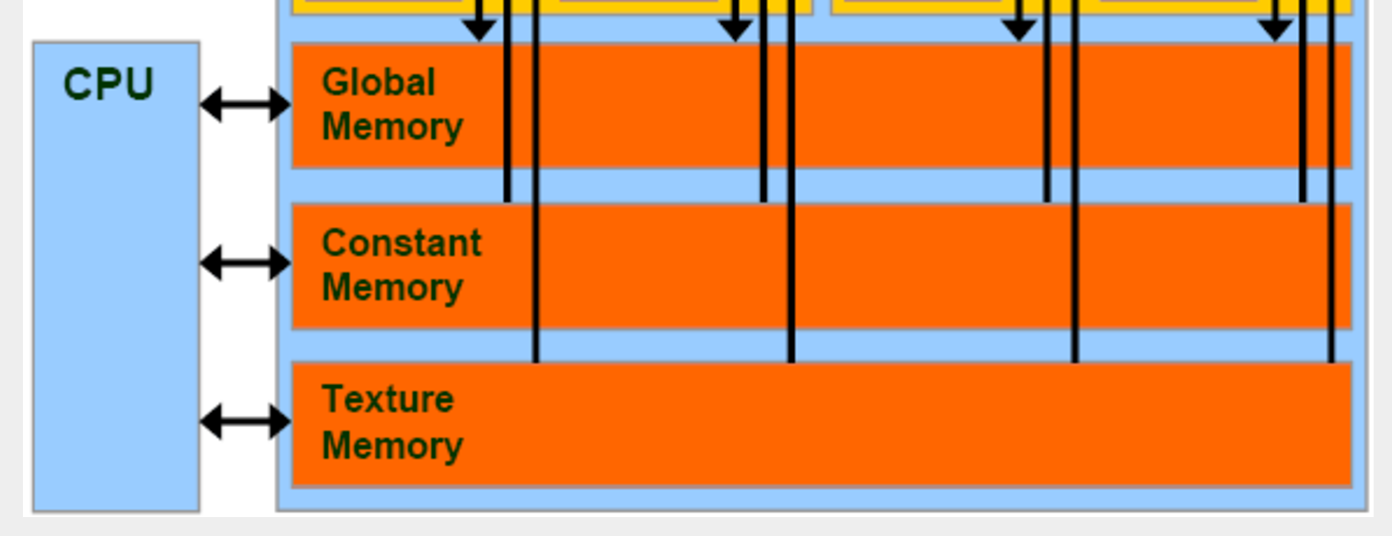 CPU
Global
Memory
Constant
Memory
Texture
Memory